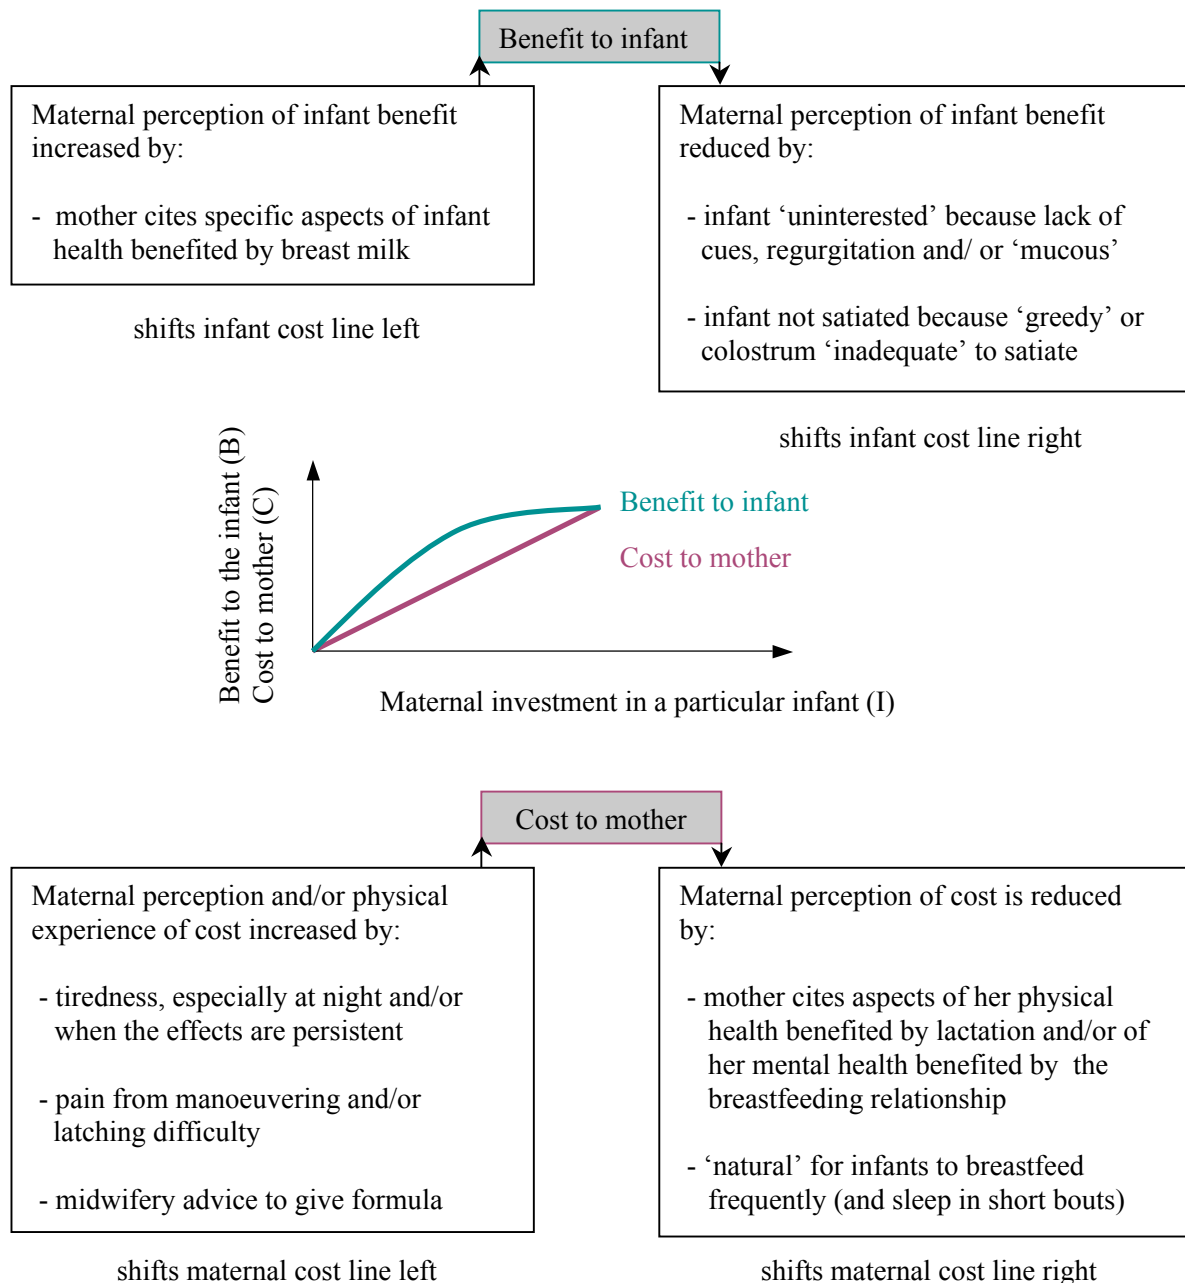 Benefit to infant
Maternal perception of infant benefit
increased by:
- mother cites specific aspects of infant
health benefited by breast milk
shifts infant cost line left
Maternal perception of infant benefit
reduced by:
- infant ‘uninterested’ because lack of
cues, regurgitation and/ or ‘mucous’
- infant not satiated because ‘greedy’ or
colostrum ‘inadequate’ to satiate
shifts infant cost line right
Benefit to the infant (B)
Cost to mother (C)
Benefit to infant
Cost to mother
Maternal investment in a particular infant (I)
Cost to mother
Maternal perception and/or physical
experience of cost increased by:
- tiredness, especially at night and/or
when the effects are persistent
- pain from manoeuvering and/or
latching difficulty
- midwifery advice to give formula
shifts maternal cost line left
Maternal perception of cost is reduced
by:
- mother cites aspects of her physical
health benefited by lactation and/or of
her mental health benefited by the
breastfeeding relationship
- ‘natural’ for infants to breastfeed
frequently (and sleep in short bouts)
shifts maternal cost line right